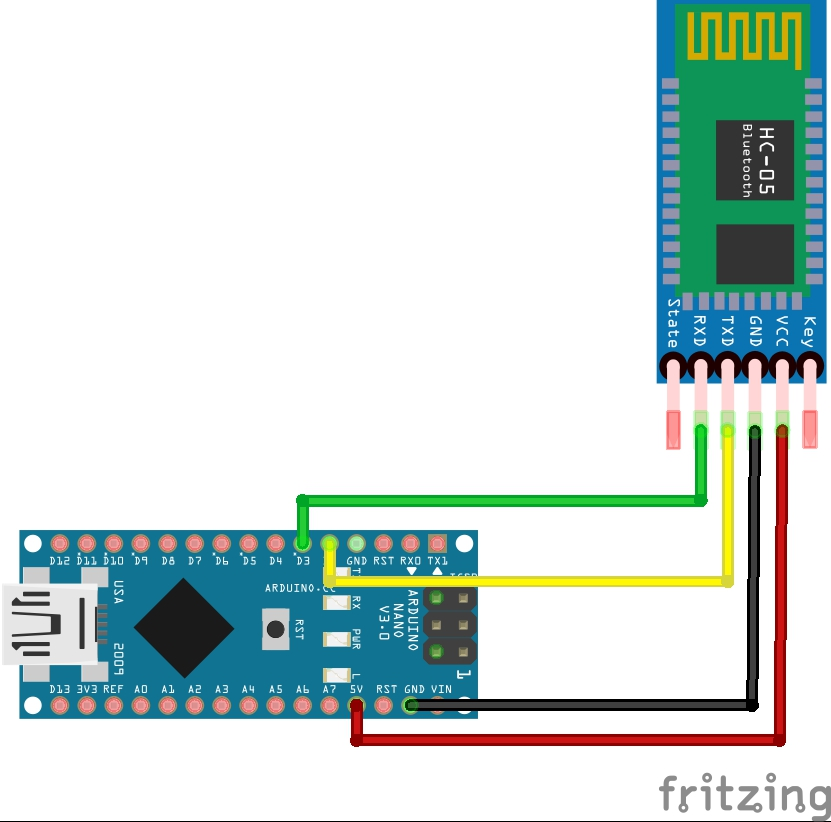 HC-05
Bluetooth
State
RXD
TXD
GND
VCC
Key
D12
D11
D10
D9
D8
D7
D6
D5
D4
D3
GND
RST
RX0
TX1
USA
2009
ARDUINO.CC
RST
RX
PWR
L
ARDUINO
NANO
V3.0
1
D13
3V3
REF
A0
A1
A2
A3
A4
A5
A6
A7
5V
RST
GND
VIN
fritzing